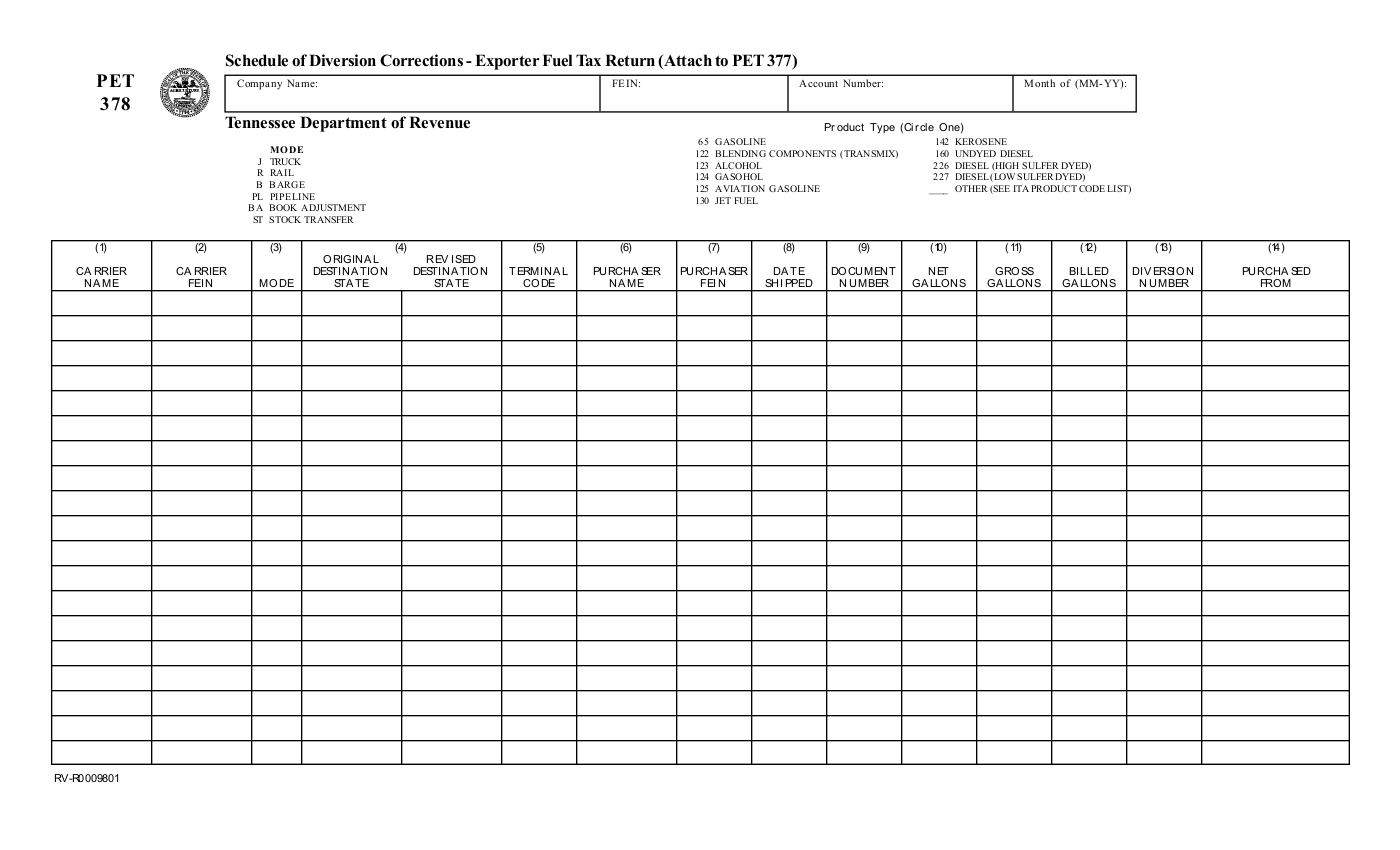 Schedule of Diversion Corrections - Exporter Fuel Tax Return (Attach to PET 377)
PET
378
Company Name:
FEIN:
Account Number:
Month of (MM-YY):
Tennessee Department of Revenue
MODE
J TRUCK
R RAIL
B BARGE
PL PIPELINE
BA BOOK ADJUSTMENT
ST STOCK TRANSFER
Product Type (Circle One)
65 GASOLINE
122 BLENDING COMPONENTS (TRANSMIX)
123 ALCOHOL
124 GASOHOL
125 AVIATION GASOLINE
130 JET FUEL
142 KEROSENE
160 UNDYED DIESEL
226 DIESEL (HIGH SULFER DYED)
227 DIESEL (LOW SULFER DYED)
____ OTHER (SEE ITA PRODUCT CODE LIST)
(1)
CARRIER
NAME
(2)
CARRIER
FEIN
(3)
MODE
(4)
ORIGINAL
DESTINATION
STATE
REVISED
DESTINATION
STATE
(5)
TERMINAL
CODE
(6)
PURCHASER
NAME
(7)
PURCHASER
FEIN
(8)
DATE
SHIPPED
(9)
DOCUMENT
NUMBER
(10)
NET
GALLONS
(11)
GROSS
GALLONS
(12)
BILLED
GALLONS
(13)
DIVERSION
NUMBER
(14)
PURCHASED
FROM
RV-R0009801